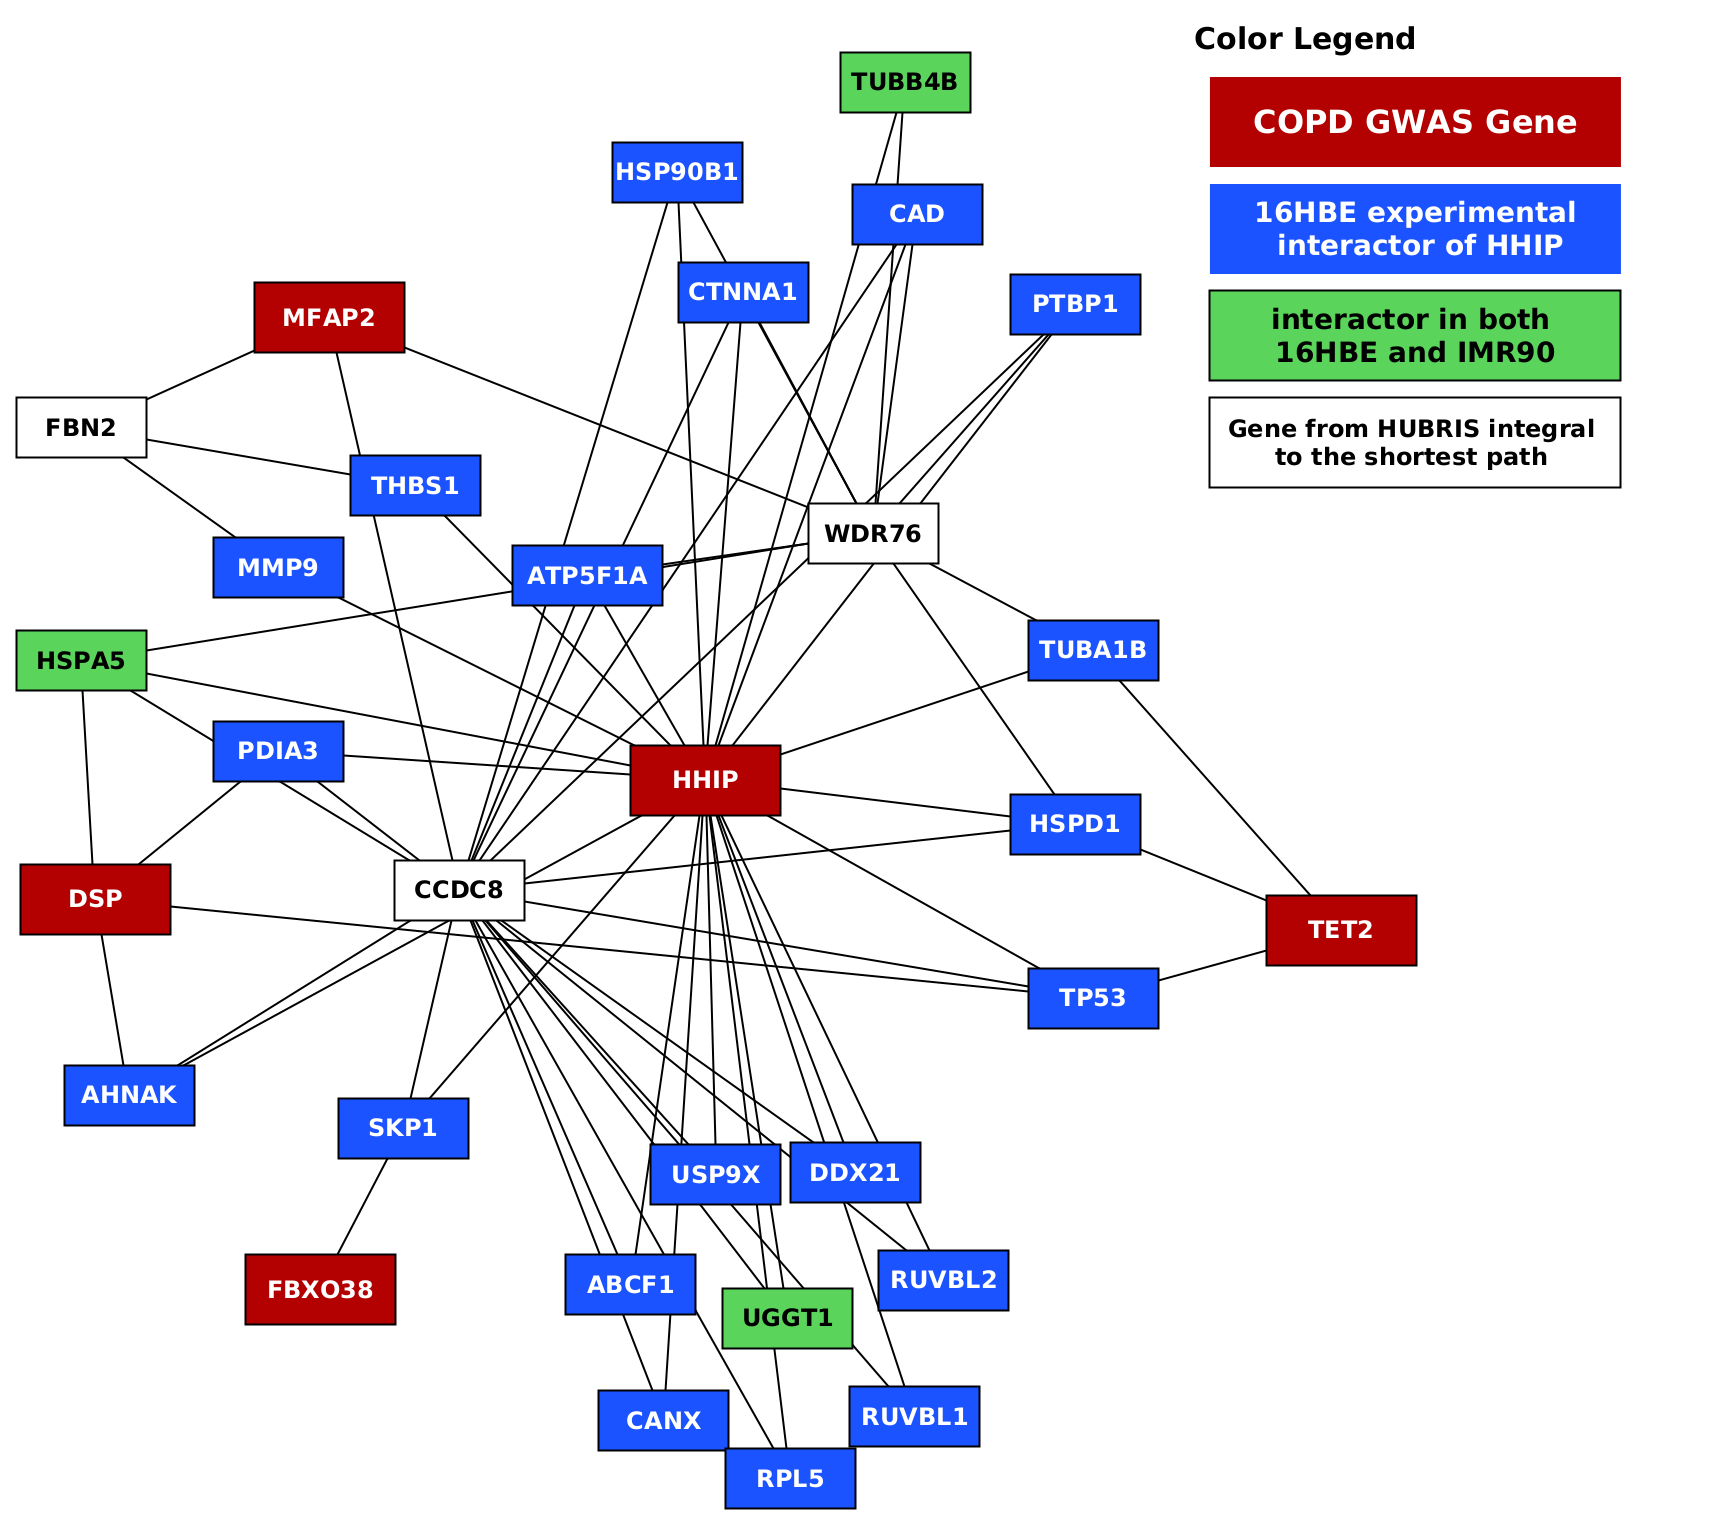 Color Legend
TUBB4B
COPD GWAS Gene
HSP90B1
CAD
16HBE experimental
interactor of HHIP
CTNNA1
PTBP1
MFAP2
interactor in both
16HBE and IMR90
FBN2
Gene from HUBRIS integral
to the shortest path
THBS1
WDR76
MMP9
ATP5F1A
HSPA5
TUBA1B
PDIA3
HHIP
HSPD1
DSP
CCDC8
TET2
TP53
AHNAK
SKP1
USP9X
DDX21
FBXO38
ABCF1
RUVBL2
UGGT1
CANX
RUVBL1
RPL5